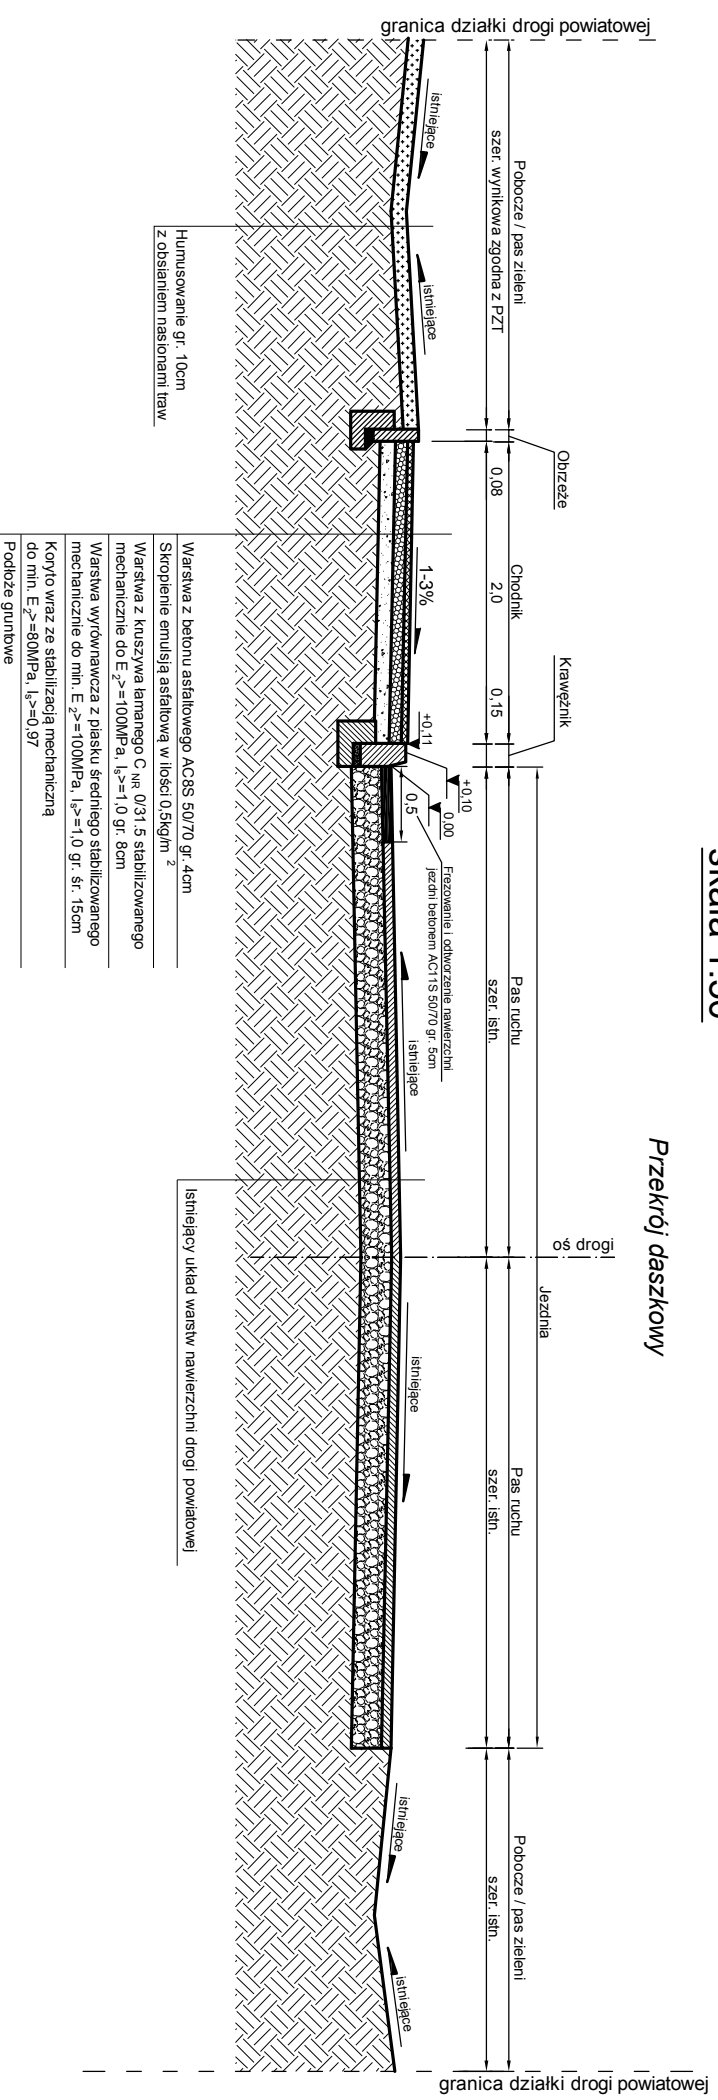 skala 1:50
Przekrój daszkowy
granica działki drogi powiatowej
oś drogi
granica działki drogi powiatowej
Obrzeże
Krawężnik
Jezdnia
Pobocze / pas zieleni
szer. wynikowa zgodna z PZT
0,08
Chodnik
2,0
0,15
Pas ruchu
szer. istn.
Pas ruchu
szer. istn.
Pobocze / pas zieleni
szer. istn.
istniejące
istniejące
1-3%
+0,11
+0,10
0,00
0,5
Frezowanie i odtworzenie nawierzchni
jezdni betonem AC11S 50/70 gr. 5cm
istniejące
istniejące
istniejące
istniejące
Humusowanie gr. 10cm
z obsianiem nasionami traw
Warstwa z betonu asfaltowego AC8S 50/70 gr. 4cm
Skropienie emulsją asfaltową w ilości 0,5kg/m ²
Warstwa z kruszywa łamanego C NR 0/31.5 stabilizowanego
mechanicznie do E2>=100MPa, Is>=1,0 gr. 8cm
Warstwa wyrównawcza z piasku średniego stabilizowanego
mechanicznie do min. E2>=100MPa, Is>=1,0 gr. śr. 15cm
Koryto wraz ze stabilizacją mechaniczną
do min. E2>=80MPa, Is>=0,97
Podłoże gruntowe
Istniejący układ warstw nawierzchni drogi powiatowej